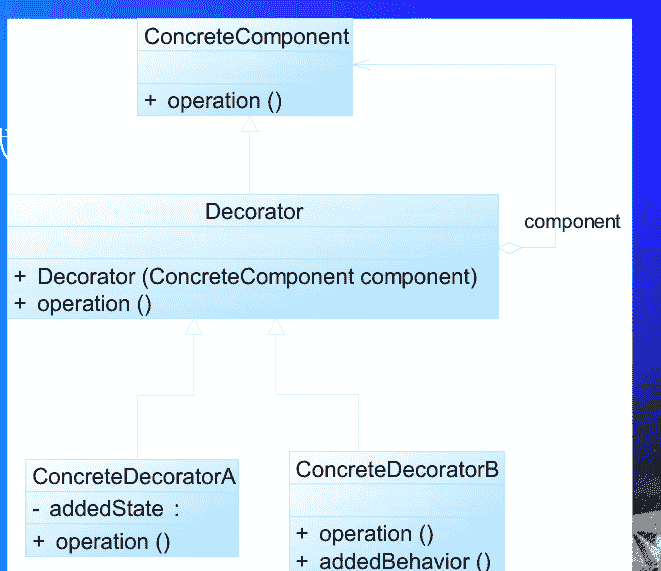 ConcreteComponent
+ operation ()
Decorator
component
+ Decorator (ConcreteComponent component)
+ operation ()
ConcreteDecoratorA
- addedState :
+ operation ()
ConcreteDecoratorB
+ operation ()
+ addedBehavior ()